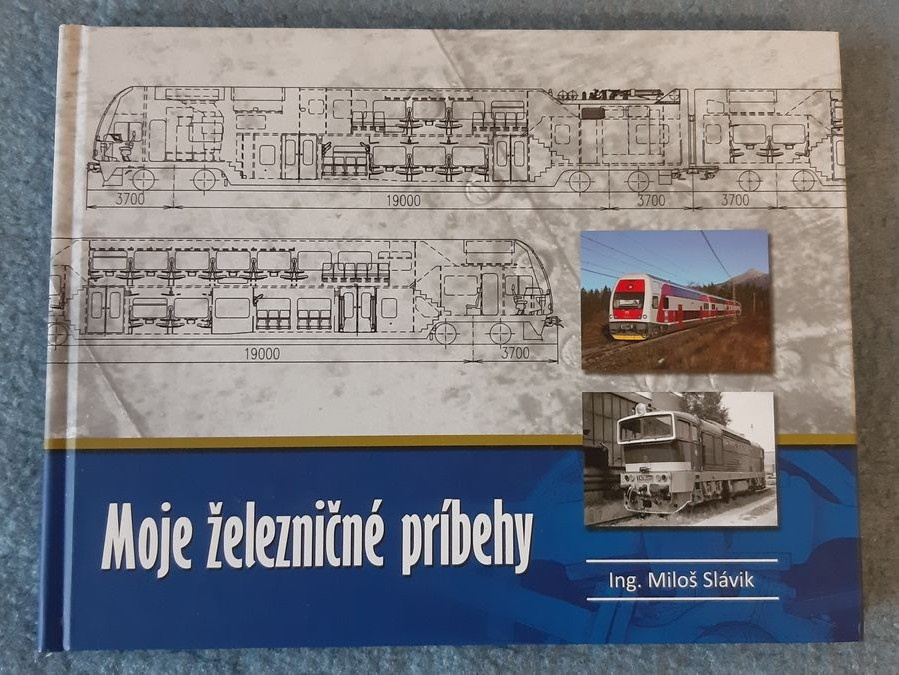 3700 19000 3700 3700
19000 3700
Moje železničné príbehy
Ing. Miloš Slávik